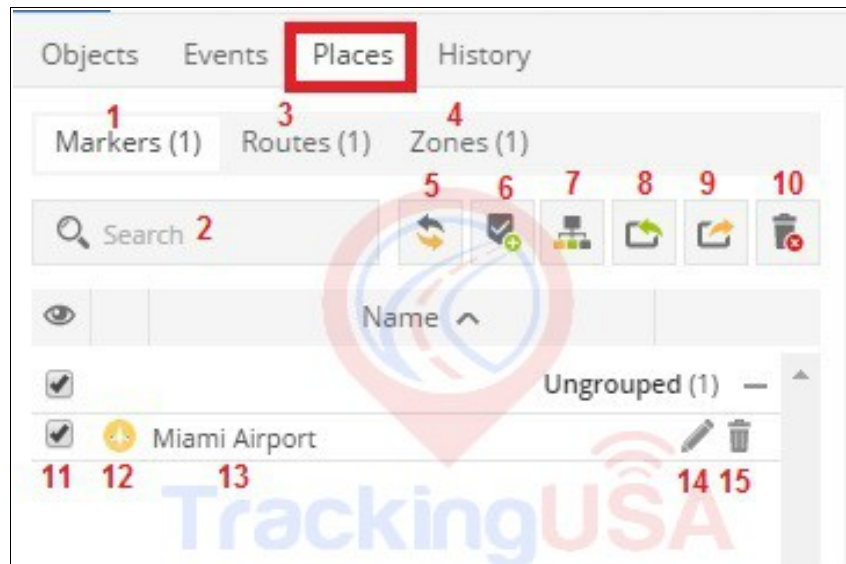 Objects Events Places History
1 3 4
Markers (1) Routes (1) Zones (1)
5 6 7 8 9 10
Search 2
Name
Ungrouped (1)
Miami Airport
11 12 13 14 15
TrackingUSA